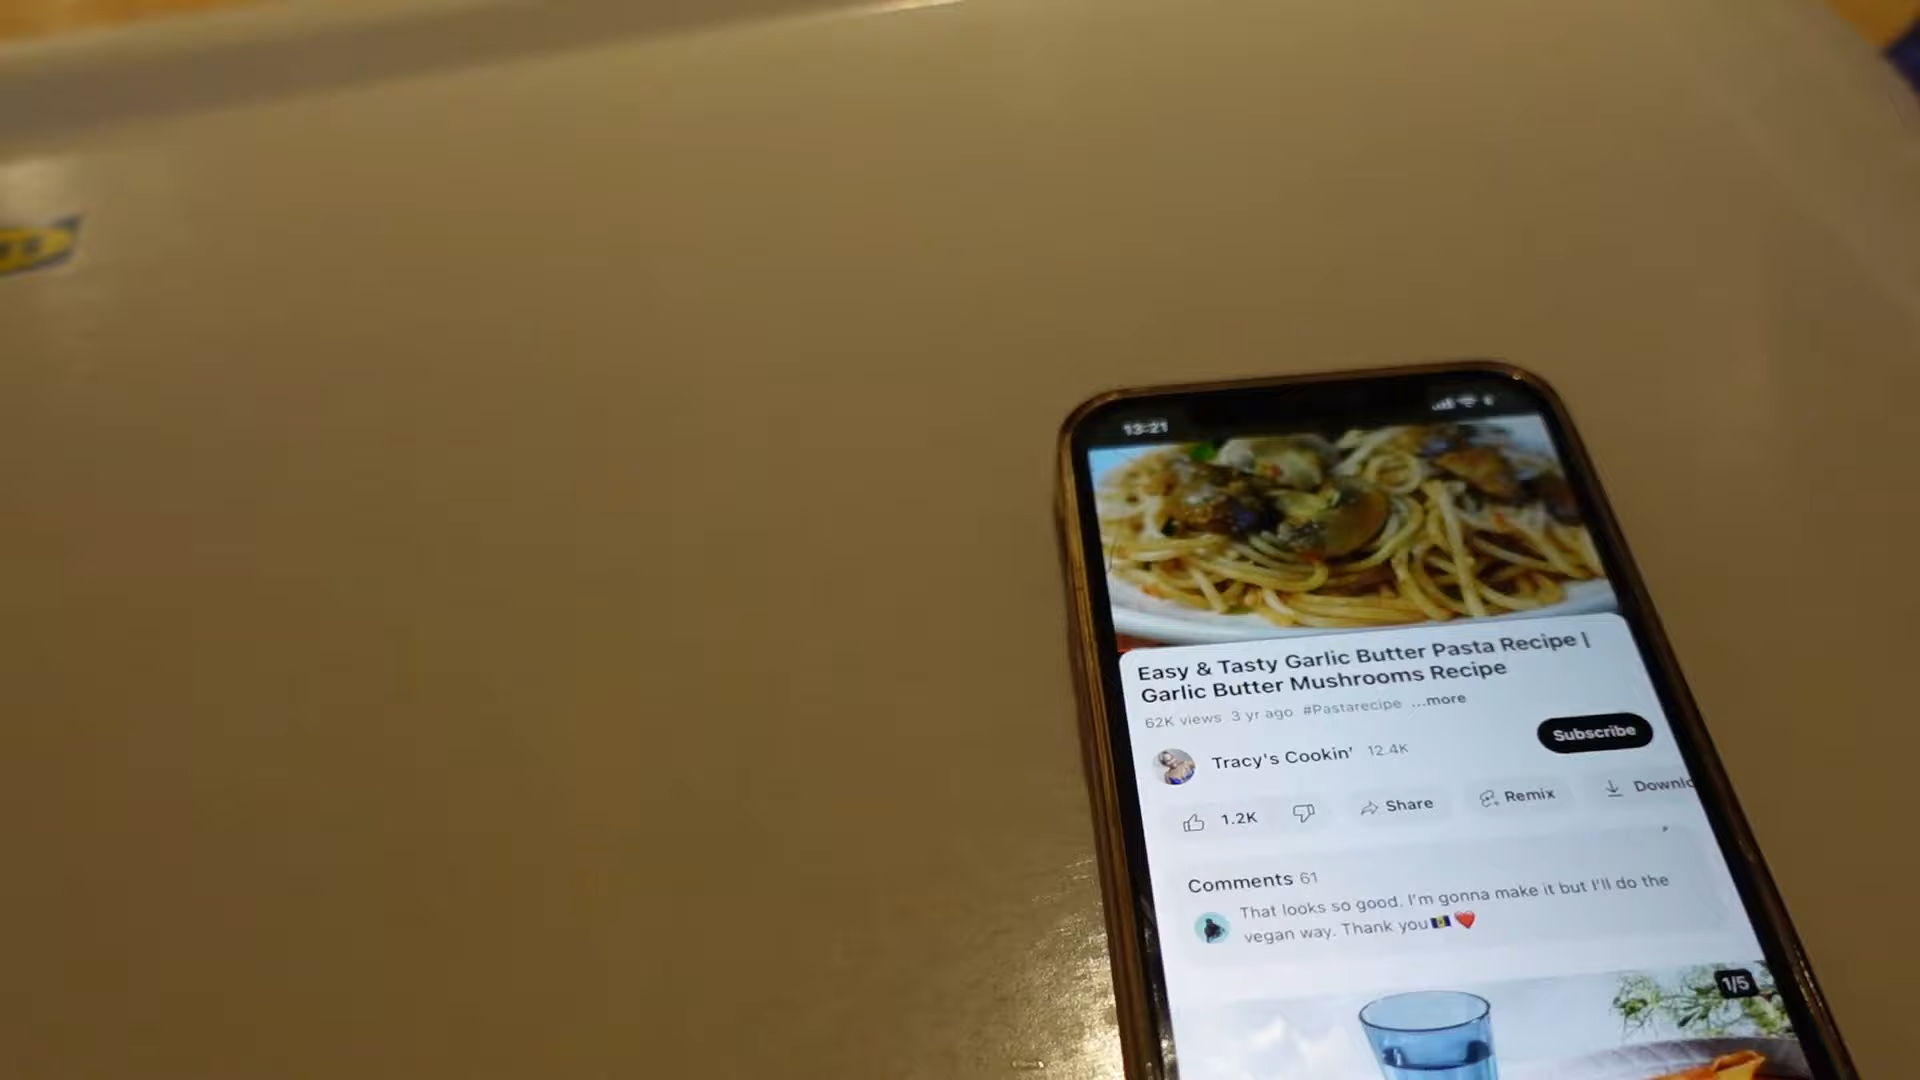 13:21
Easy & Tasty Garlic Butter Pasta Recipe |
Garlic Butter Mushrooms Recipe
62K views 3 yr ago #Pastarecipe ...more
Tracy's Cookin' 12.4K
Subscribe
1.2K
Share
Remix
Downlo
Comments 61
That looks so good. I'm gonna make it but I'll do the
vegan way. Thank you🇧🇧❤️
1/5